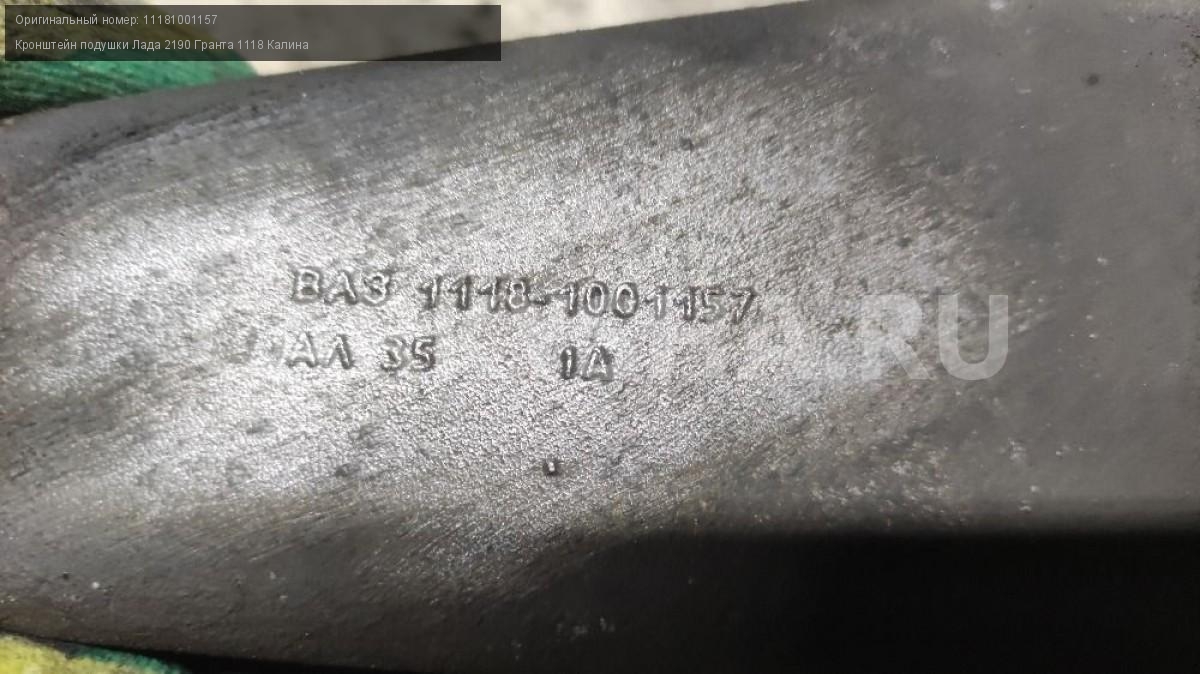 Оригинальный номер: 11181001157
Кронштейн подушки Лада 2190 Гранта 1118 Калина
ВАЗ 1118-1001157
АЛ 35 1А
.RU